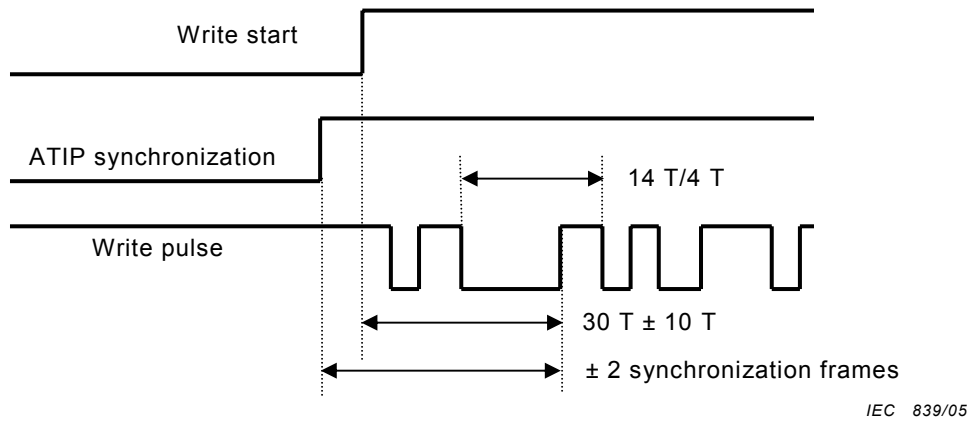 Write start
ATIP synchronization
14 T/4 T
Write pulse
30 T ± 10 T
± 2 synchronization frames
IEC 839/05